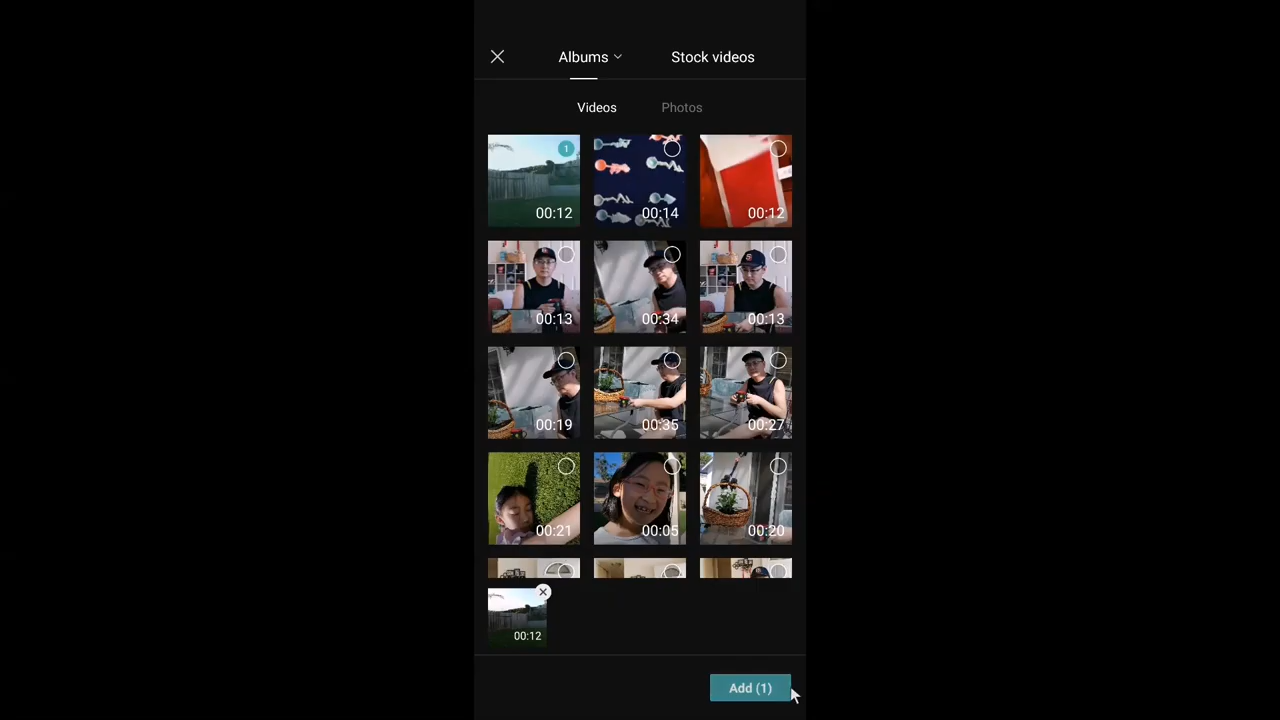 Albums Stock videos
Videos Photos
1 00:12 00:14 00:12
00:13 00:34 00:13
00:19 00:35 00:27
00:21 00:05 00:20
00:12
Add (1)